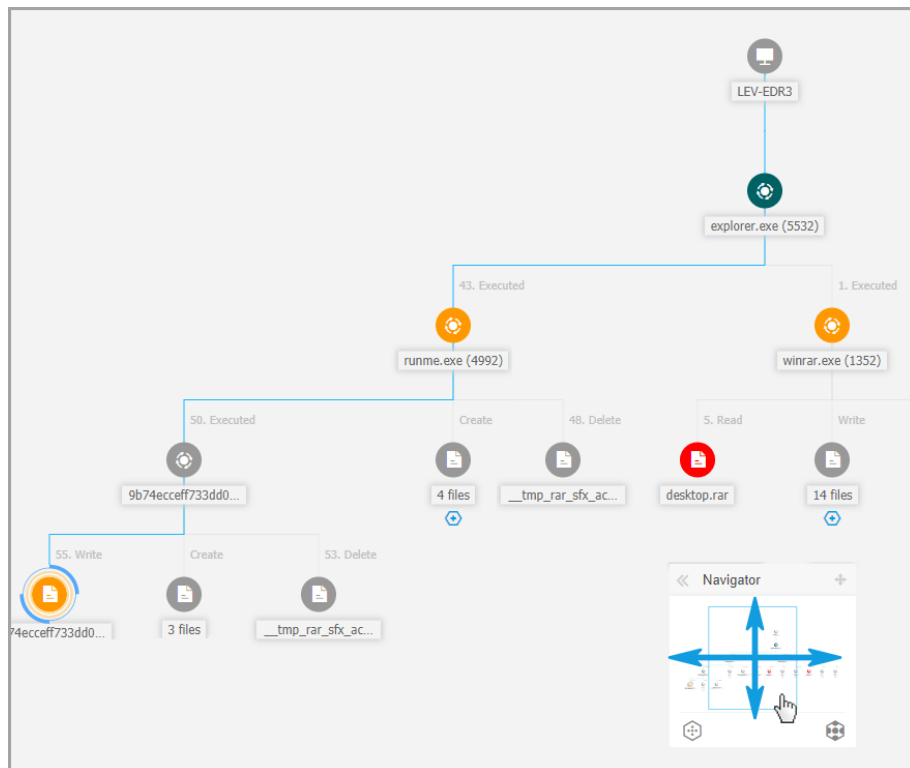 LEV-EDR3
explorer.exe (5532)
43. Executed
1. Executed
runme.exe (4992)
winrar.exe (1352)
50. Executed
Create
48. Delete
5. Read
Write
9b74ecceff733dd0...
4 files
__tmp_rar_sfx_ac...
desktop.rar
14 files
55. Write
Create
53. Delete
74ecceff733dd0...
3 files
__tmp_rar_sfx_ac...
Navigator